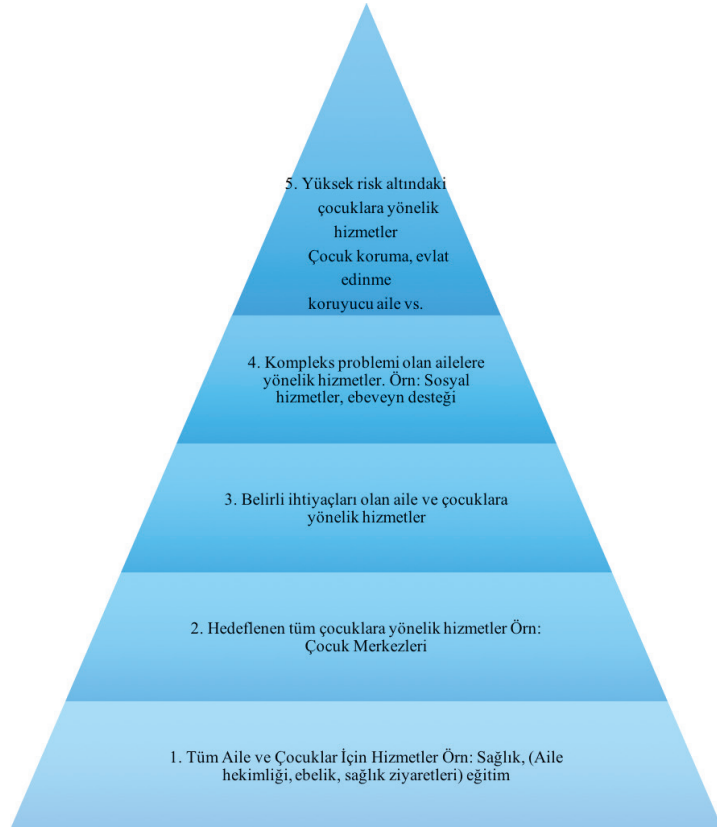 5. Yüksek risk altındaki
çocuklara yönelik
hizmetler
Çocuk koruma, evlat
edinme
koruyucu aile vs.
4. Kompleks problemi olan ailelere
yönelik hizmetler. Örn: Sosyal
hizmetler, ebeveyn desteği
3. Belirli ihtiyaçları olan aile ve çocuklara
yönelik hizmetler
2. Hedeflenen tüm çocuklara yönelik hizmetler Örn:
Çocuk Merkezleri
1. Tüm Aile ve Çocuklar İçin Hizmetler Örn: Sağlık, (Aile
hekimliği, ebelik, sağlık ziyaretleri) eğitim